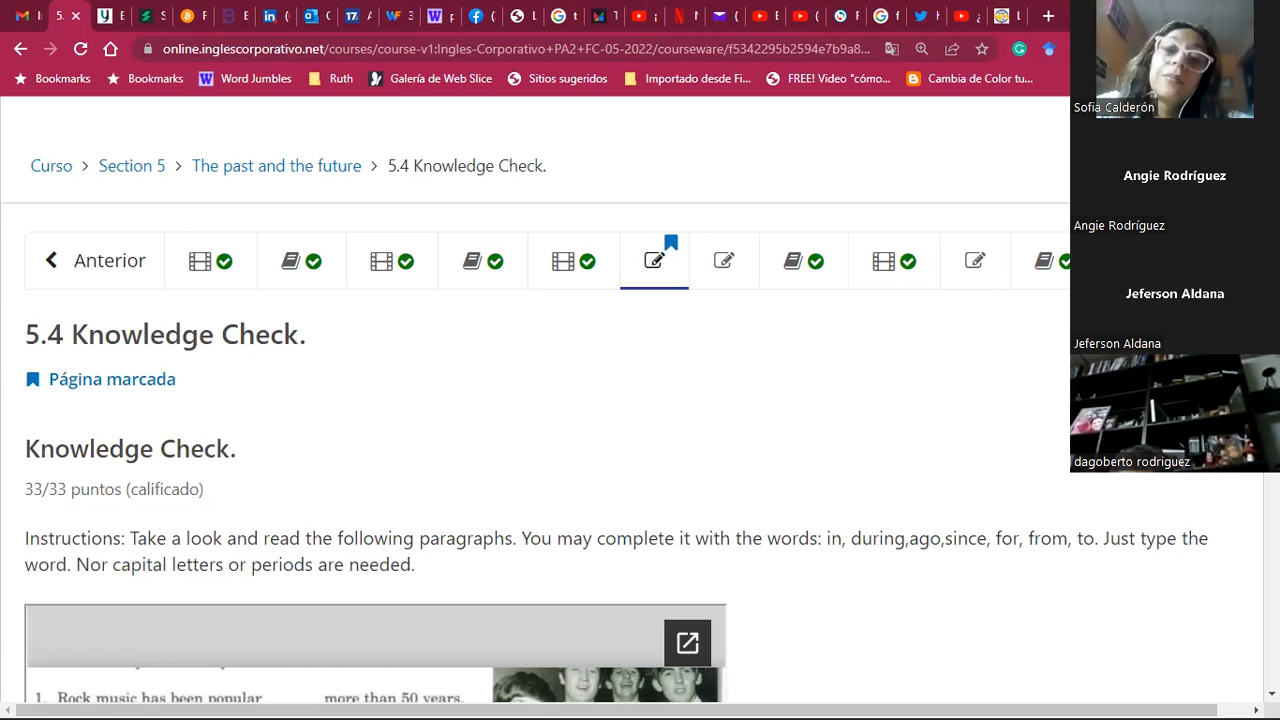 5.
S
F
B
(
C
A
WF 3
p
(
L
t
T
¡
N
(
E
(
S
f
T
¿
L
online.inglescorporativo.net/courses/course-v1:Ingles-Corporativo+PA2+FC-05-2022/courseware/f5342295b2594e7b9a8...
Bookmarks
Bookmarks
Word Jumbles
Ruth
Galería de Web Slice
Sitios sugeridos
Importado desde Fi...
FREE! Video "cómo...
Cambia de Color tu...
Sofia Calderón
Curso > Section 5 > The past and the future > 5.4 Knowledge Check.
Angie Rodríguez
Angie Rodríguez
Anterior
Jeferson Aldana
Jeferson Aldana
5.4 Knowledge Check.
Página marcada
Knowledge Check.
dagoberto rodriguez
33/33 puntos (calificado)
Instructions: Take a look and read the following paragraphs. You may complete it with the words: in, during,ago,since, for, from, to. Just type the
word. Nor capital letters or periods are needed.
1. Rock music has been popular ______ more than 50 years.